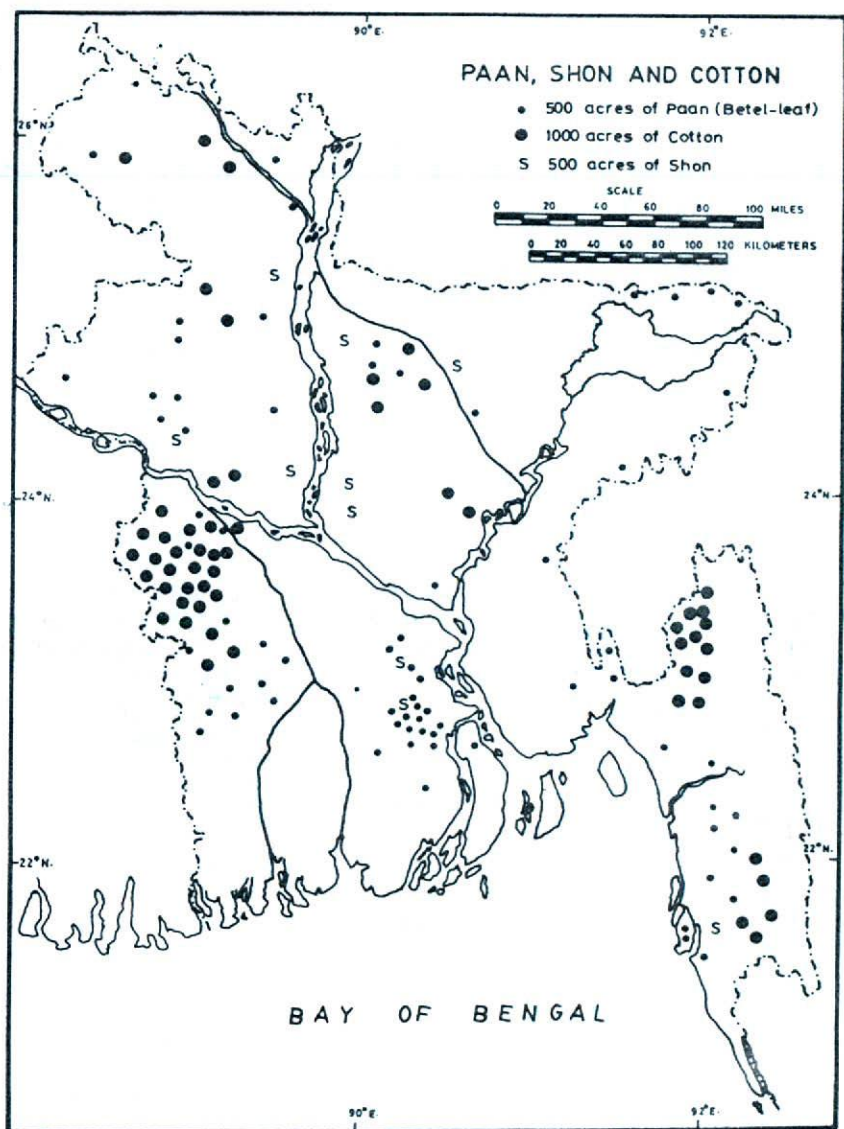 90°E. 92°E.
PAAN, SHON AND COTTON
500 acres of Paan (Betel-leaf)
26°N.
1000 acres of Cotton
S 500 acres of Shon
SCALE
0 20 40 60 80 100 MILES
0 20 40 60 80 100 120 KILOMETERS
S
S
S
S
S
S
24°N. 24°N.
S
S
S
22°N. 22°N.
S
BAY OF BENGAL
90°E. 92°E.